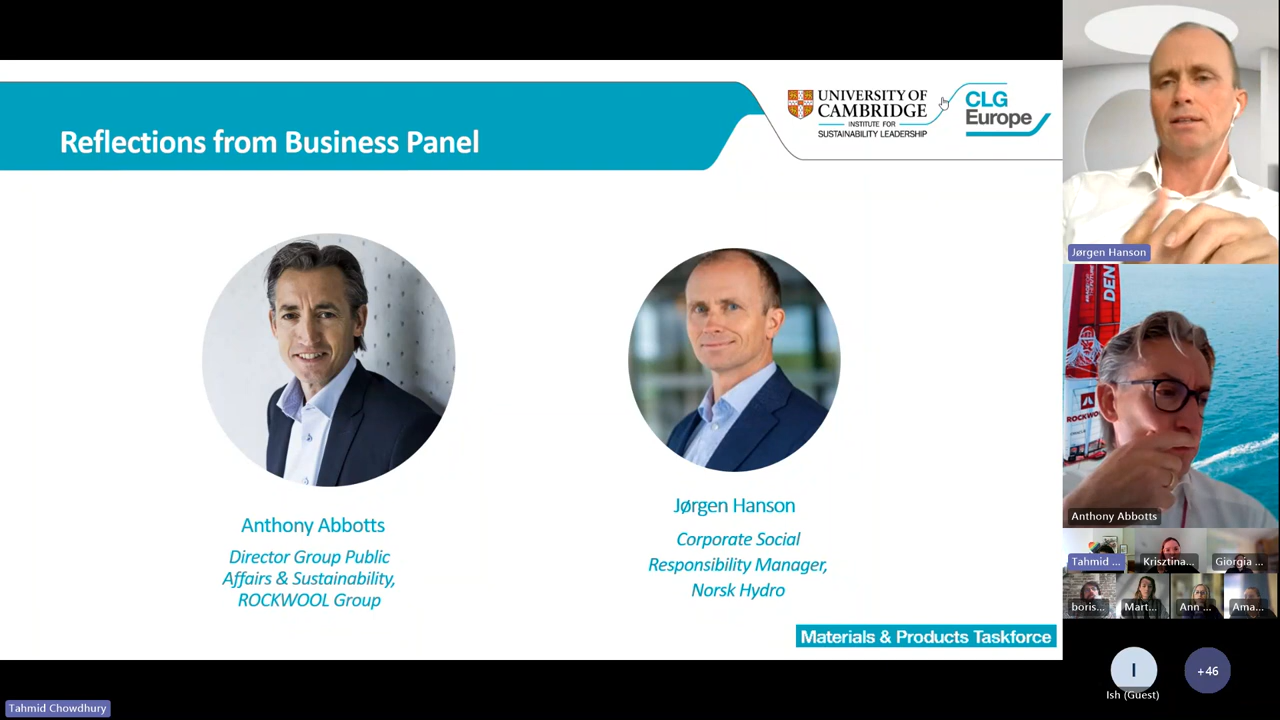 Reflections from Business Panel
UNIVERSITY OF
CAMBRIDGE
INSTITUTE FOR
SUSTAINABILITY LEADERSHIP
CLG
Europe
Anthony Abbotts
Director Group Public
Affairs & Sustainability,
ROCKWOOL Group
Jørgen Hanson
Corporate Social
Responsibility Manager,
Norsk Hydro
Materials & Products Taskforce
Tahmid Chowdhury
Jørgen Hanson
DEN
ROCKWOOL
Anthony Abbotts
Tahmid ...
Krisztina...
Giorgia ...
boris...
Mart...
Ann ...
Ama...
I
Ish (Guest)
+46